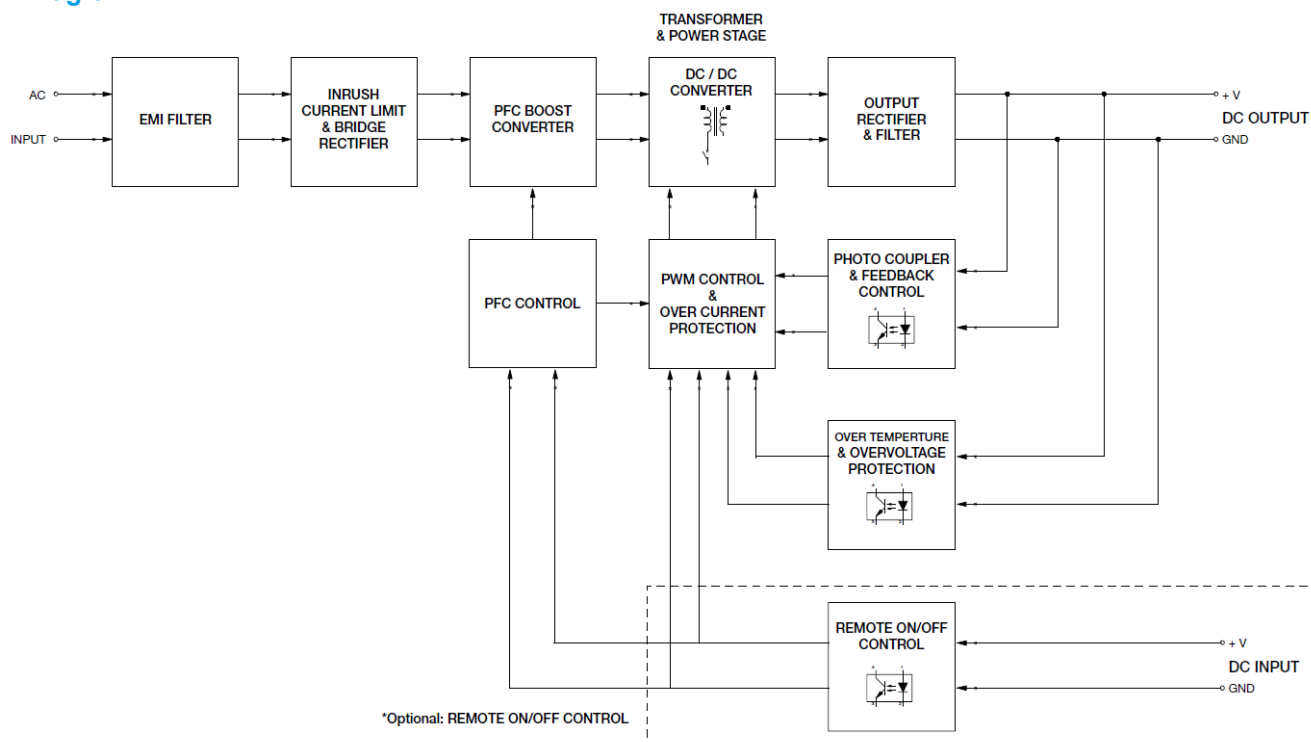 TRANSFORMER
& POWER STAGE
AC
INPUT
EMI FILTER
INRUSH
CURRENT LIMIT
& BRIDGE
RECTIFIER
PFC BOOST
CONVERTER
DC / DC
CONVERTER
OUTPUT
RECTIFIER
& FILTER
+ V
DC OUTPUT
GND
PFC CONTROL
PWM CONTROL
&
OVER CURRENT
PROTECTION
PHOTO COUPLER
& FEEDBACK
CONTROL
OVER TEMPERTURE
& OVERVOLTAGE
PROTECTION
REMOTE ON/OFF
CONTROL
+ V
DC INPUT
GND
*Optional: REMOTE ON/OFF CONTROL